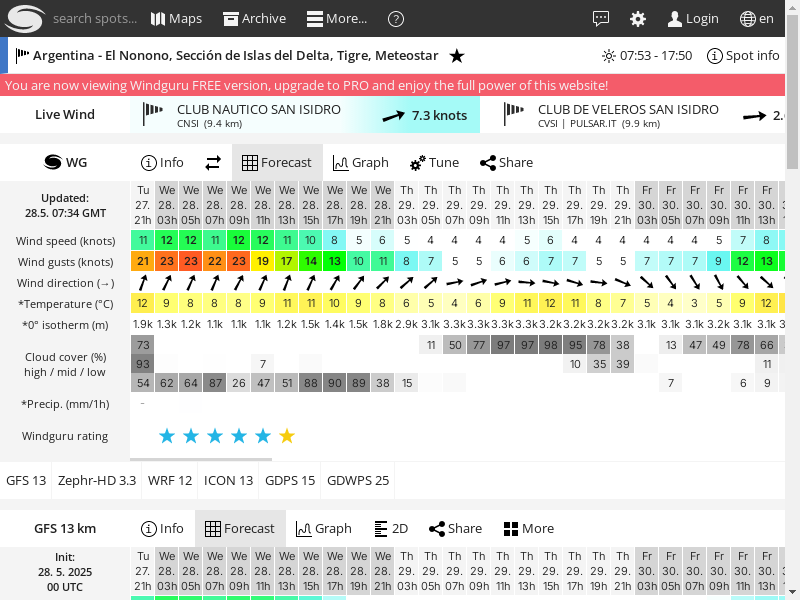 search spots... Maps Archive More... ? Login en
Argentina - El Nonono, Sección de Islas del Delta, Tigre, Meteostar 07:53 - 17:50 Spot info
You are now viewing Windguru FREE version, upgrade to PRO and enjoy the full power of this website!
Live Wind CLUB NAUTICO SAN ISIDRO 7.3 knots CLUB DE VELEROS SAN ISIDRO
CNSI (9.4 km) CVSI | PULSAR.IT (9.9 km)
WG Info Forecast Graph Tune Share
Updated:
28.5. 07:34 GMT
Tu We We We We We We We We We We Th Th Th Th Th Th Th Th Th Th Fr Fr Fr Fr Fr Fr
27. 28. 28. 28. 28. 28. 28. 28. 28. 28. 28. 29. 29. 29. 29. 29. 29. 29. 29. 29. 29. 30. 30. 30. 30. 30. 30.
21h 03h 05h 07h 09h 11h 13h 15h 17h 19h 21h 03h 05h 07h 09h 11h 13h 15h 17h 19h 21h 03h 05h 07h 09h 11h 13h
Wind speed (knots) 11 12 12 11 12 12 11 10 8 5 6 5 4 4 4 4 5 6 4 4 4 4 4 4 5 7 8
Wind gusts (knots) 21 23 23 22 23 19 17 14 13 10 11 8 7 5 5 6 6 7 7 5 5 7 7 7 9 12 13
Wind direction (→)
*Temperature (°C) 12 9 8 8 8 9 11 11 10 9 8 6 5 4 6 9 11 12 11 8 7 5 4 3 5 9 12
*0° isotherm (m) 1.9k 1.3k 1.2k 1.1k 1.1k 1.1k 1.2k 1.5k 1.4k 1.5k 1.8k 2.9k 3.1k 3.3k 3.3k 3.3k 3.3k 3.2k 3.2k 3.2k 3.2k 3.1k 3.1k 3.1k 3.2k 3.1k 3.1k
Cloud cover (%)
high / mid / low
73 11 50 77 97 97 98 95 78 38 13 47 49 78 66
93 7 10 35 39 11
54 62 64 87 26 47 51 88 90 89 38 15 7 6 9
*Precip. (mm/1h) -
Windguru rating
GFS 13 Zephr-HD 3.3 WRF 12 ICON 13 GDPS 15 GDWPS 25
GFS 13 km Info Forecast Graph 2D Share More
Init:
28. 5. 2025
00 UTC
Tu We We We We We We We We We We Th Th Th Th Th Th Th Th Th Th Fr Fr Fr Fr Fr Fr
27. 28. 28. 28. 28. 28. 28. 28. 28. 28. 28. 29. 29. 29. 29. 29. 29. 29. 29. 29. 29. 30. 30. 30. 30. 30. 30.
21h 03h 05h 07h 09h 11h 13h 15h 17h 19h 21h 03h 05h 07h 09h 11h 13h 15h 17h 19h 21h 03h 05h 07h 09h 11h 13h